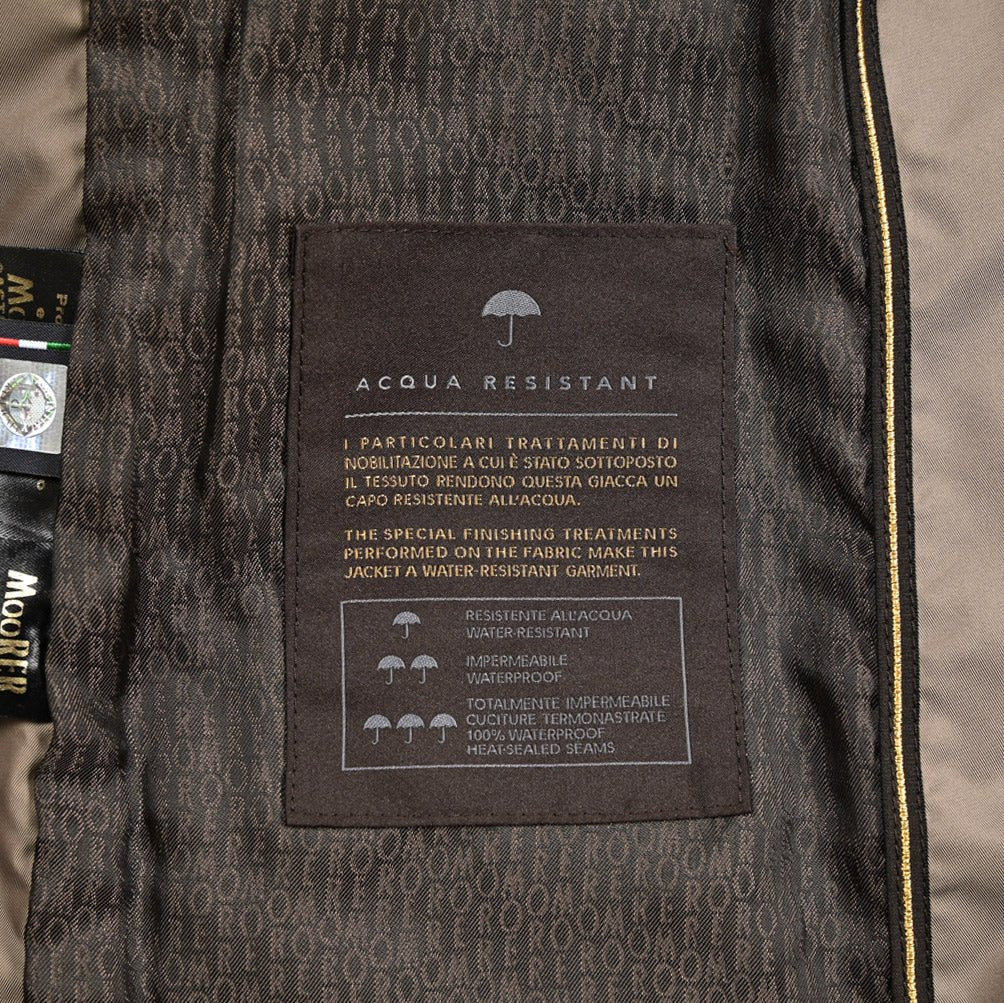 ACQUA RESISTANT
I PARTICOLARI TRATTAMENTI DI
NOBILITAZIONE A CUI È STATO SOTTOPOSTO
IL TESSUTO RENDONO QUESTA GIACCA UN
CAPO RESISTENTE ALL'ACQUA.
THE SPECIAL FINISHING TREATMENTS
PERFORMED ON THE FABRIC MAKE THIS
JACKET A WATER-RESISTANT GARMENT.
RESISTENTE ALL'ACQUA
WATER-RESISTANT
IMPERMEABILE
WATERPROOF
TOTALMENTE IMPERMEABILE
CUCITURE TERMONASTRATE
100% WATERPROOF
HEAT-SEALED SEAMS
MOORER